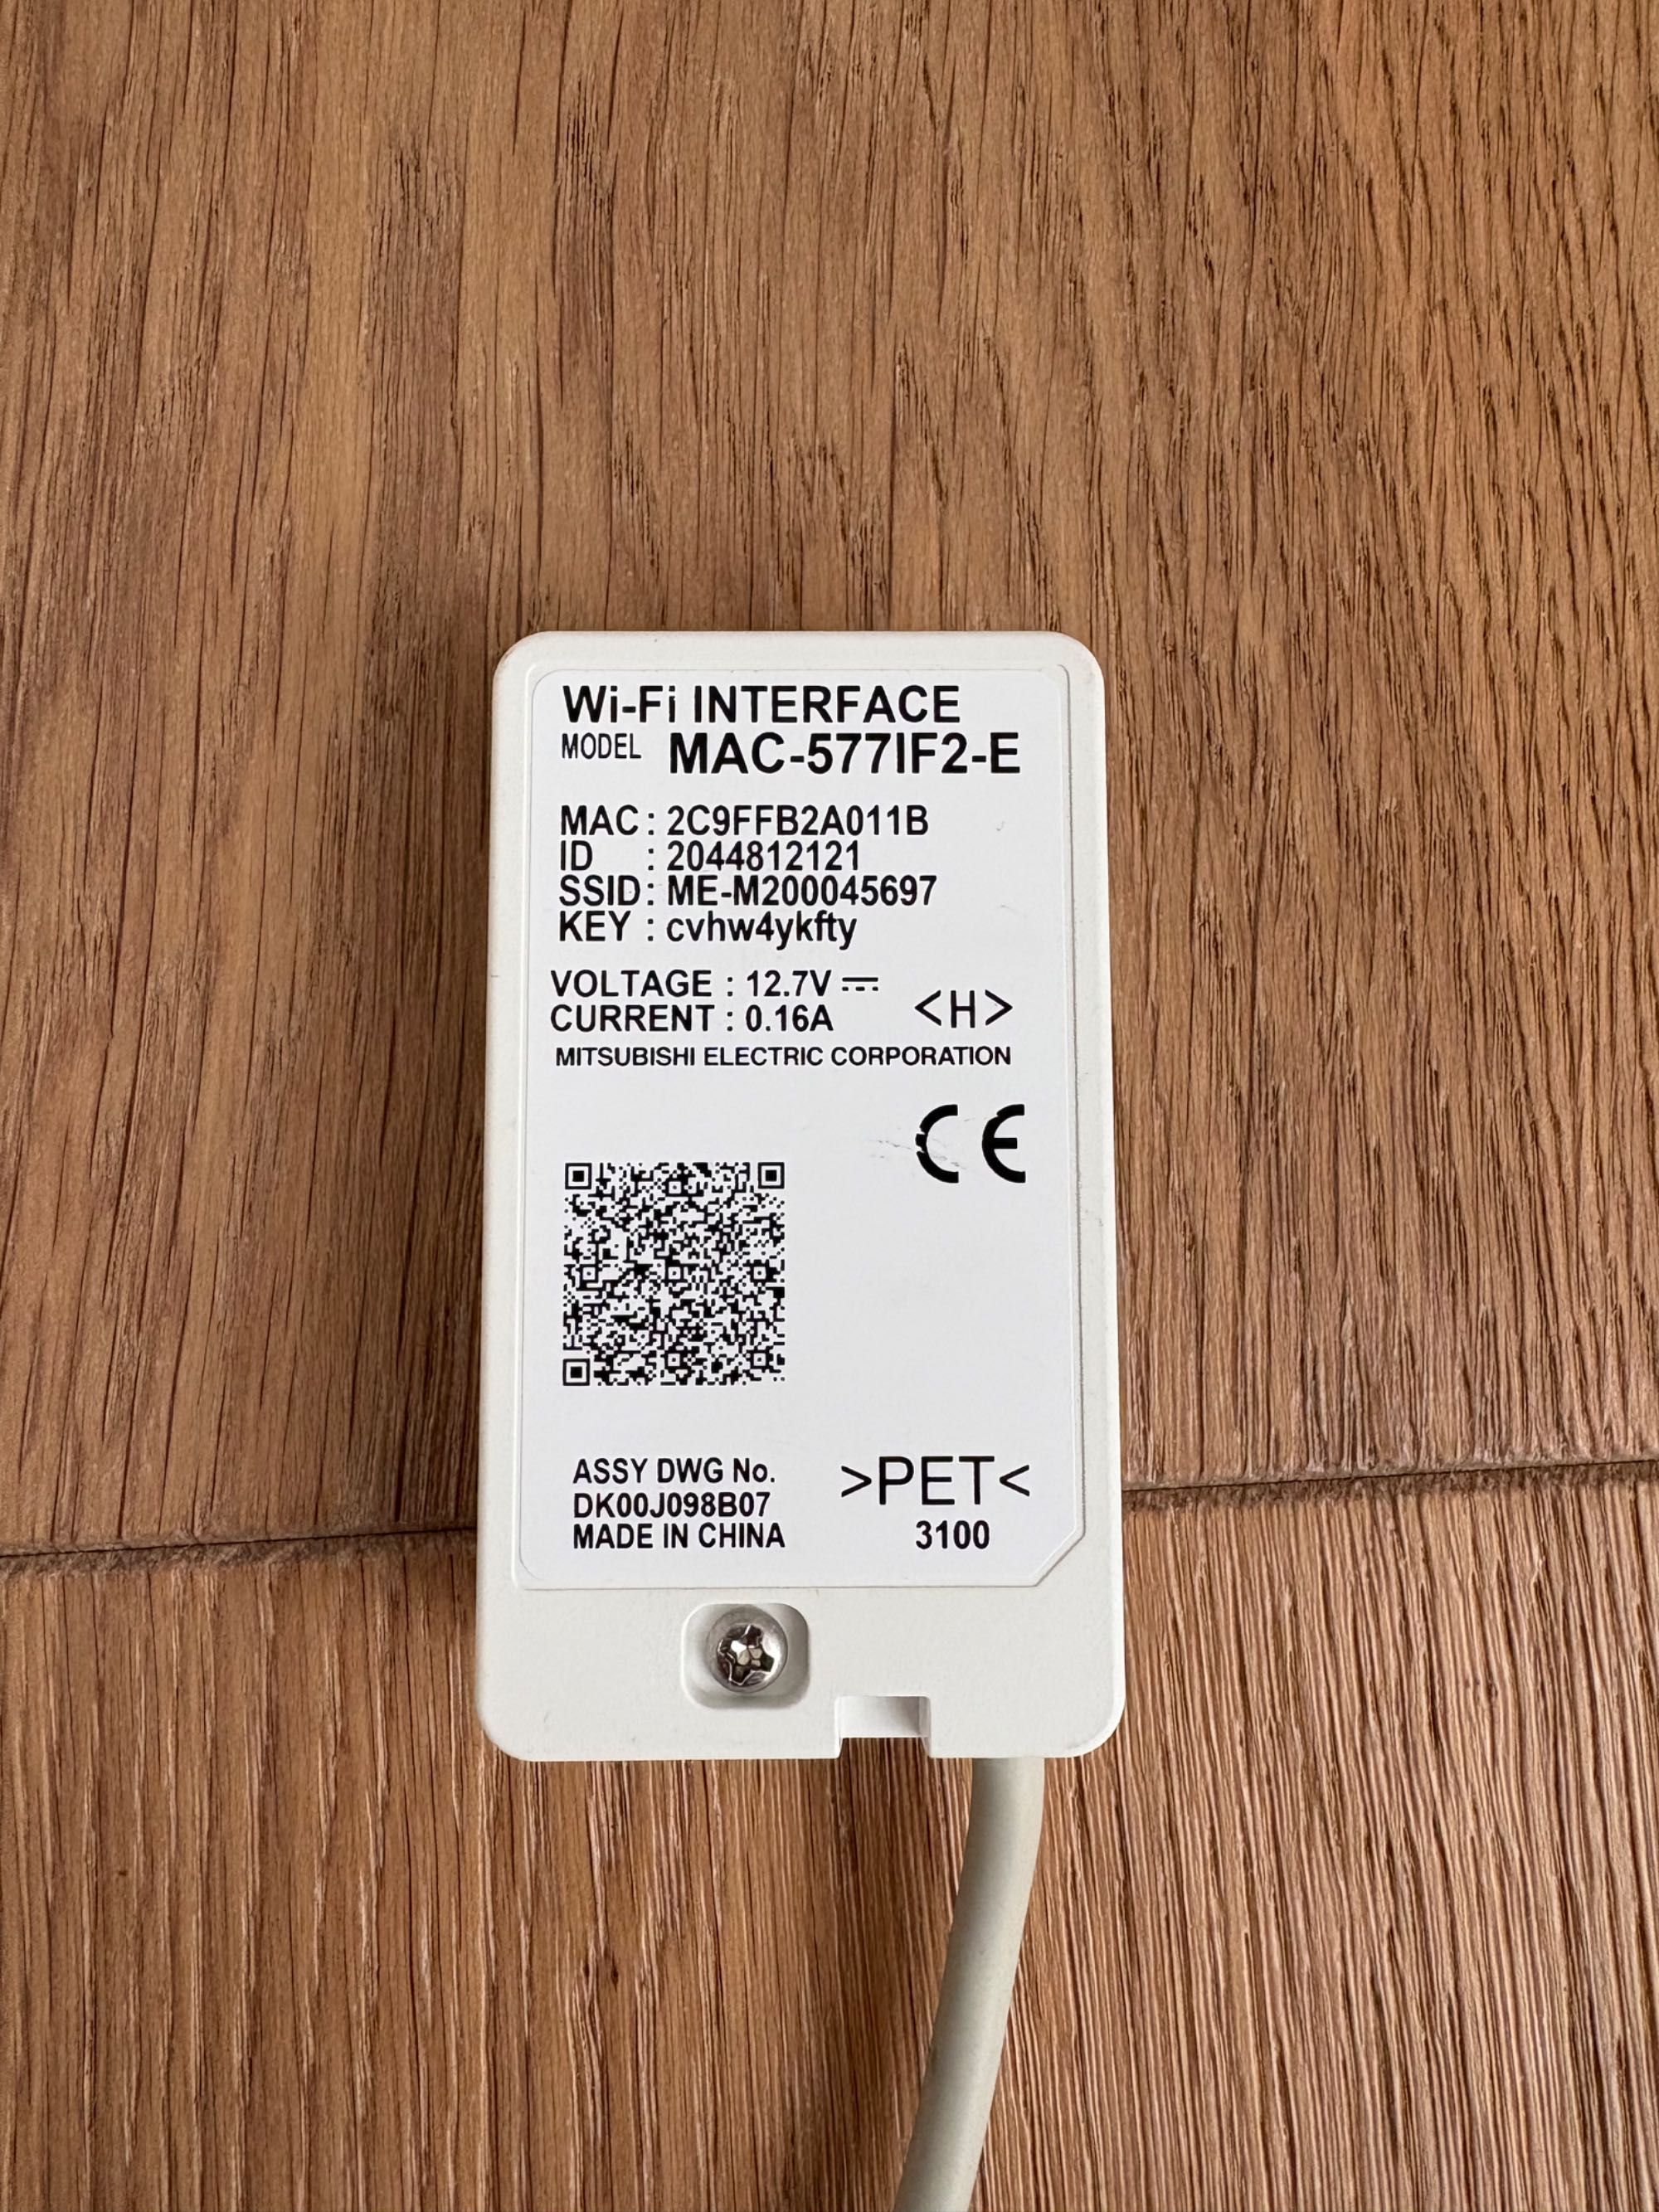 Wi-Fi INTERFACE
MODEL MAC-577IF2-E
MAC : 2C9FFB2A011B
ID : 2044812121
SSID : ME-M200045697
KEY : cvhw4ykfty
VOLTAGE : 12.7V ⎓
CURRENT : 0.16A <H>
MITSUBISHI ELECTRIC CORPORATION
CE
ASSY DWG No.
DK00J098B07
MADE IN CHINA
>PET<
3100